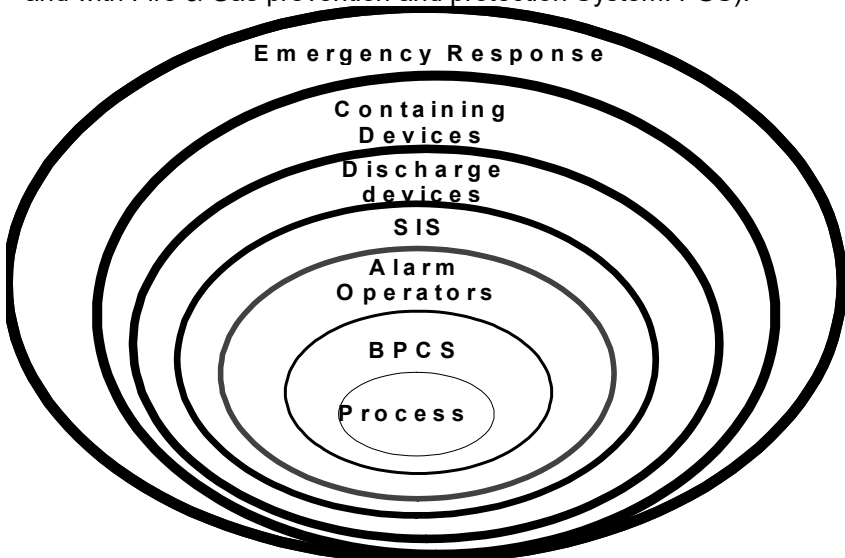 and with Fire & Gas prevention and protection System: FGS).
Emergency Response
Containing
Devices
Discharge
devices
SIS
Alarm
Operators
BPCS
Process